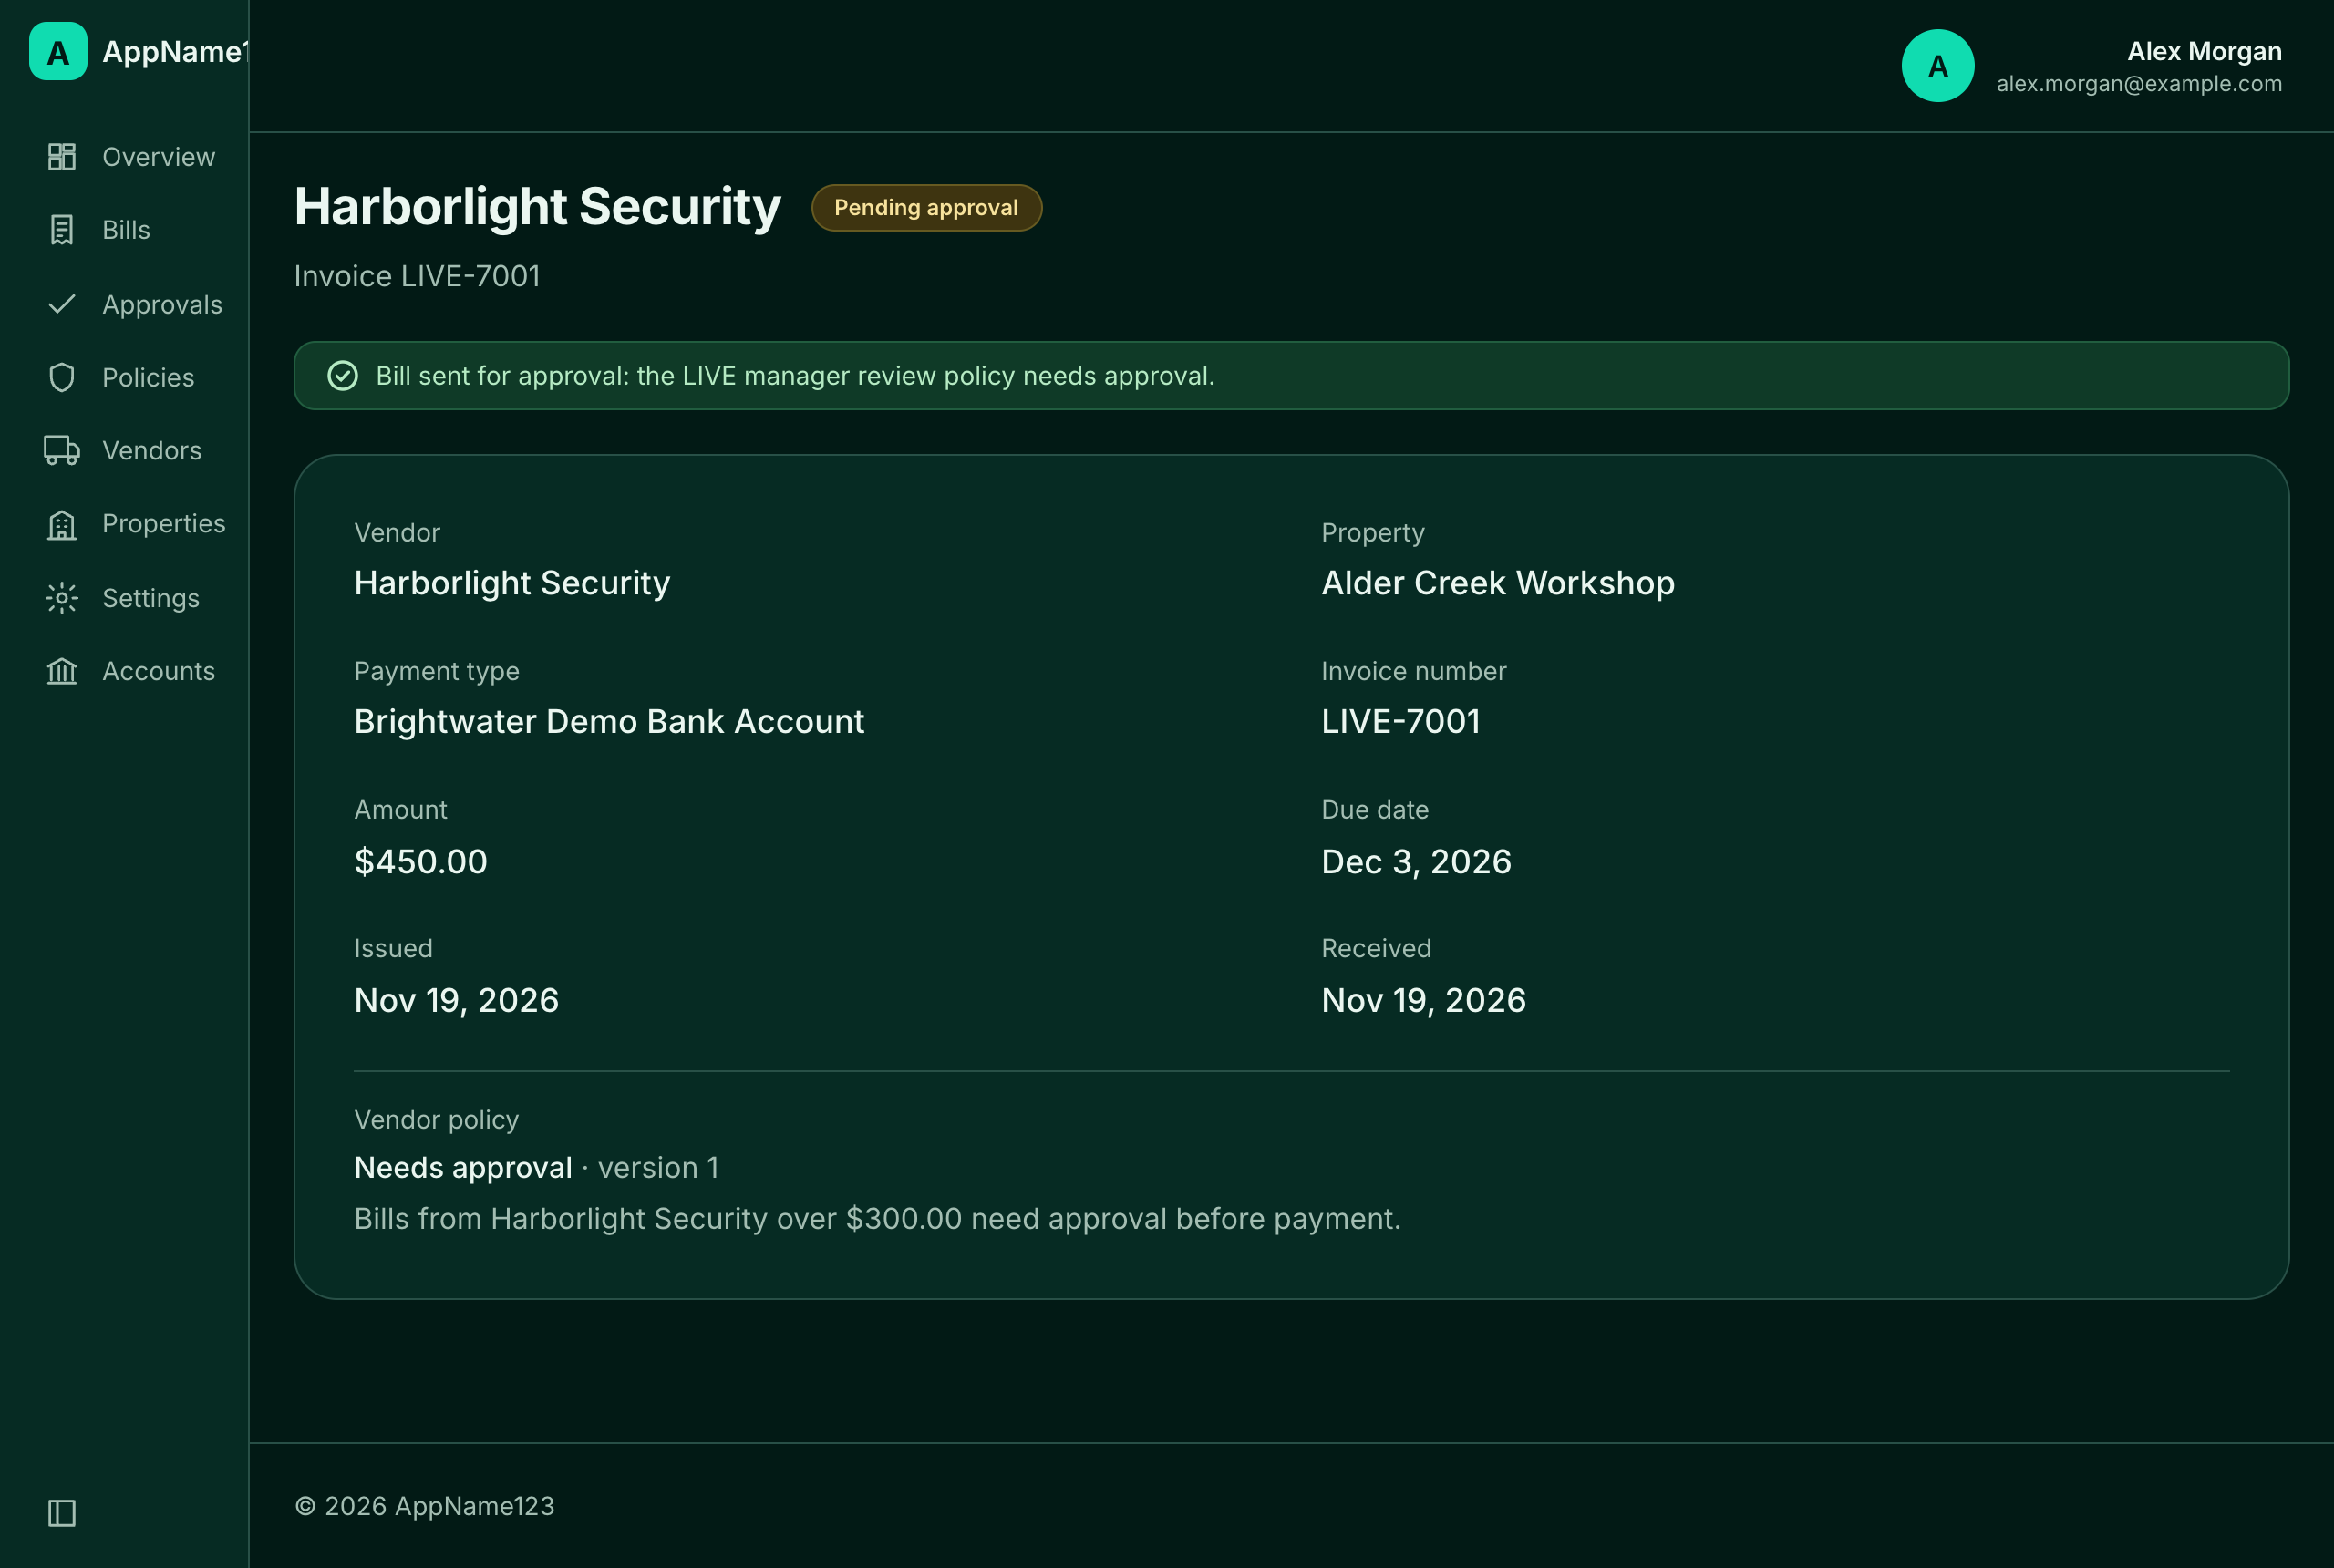 A AppName1
A
Alex Morgan
alex.morgan@example.com
Overview
Bills
Approvals
Policies
Vendors
Properties
Settings
Accounts
Harborlight Security
Pending approval
Invoice LIVE-7001
Bill sent for approval: the LIVE manager review policy needs approval.
Vendor
Harborlight Security
Property
Alder Creek Workshop
Payment type
Brightwater Demo Bank Account
Invoice number
LIVE-7001
Amount
$450.00
Due date
Dec 3, 2026
Issued
Nov 19, 2026
Received
Nov 19, 2026
Vendor policy
Needs approval · version 1
Bills from Harborlight Security over $300.00 need approval before payment.
© 2026 AppName123